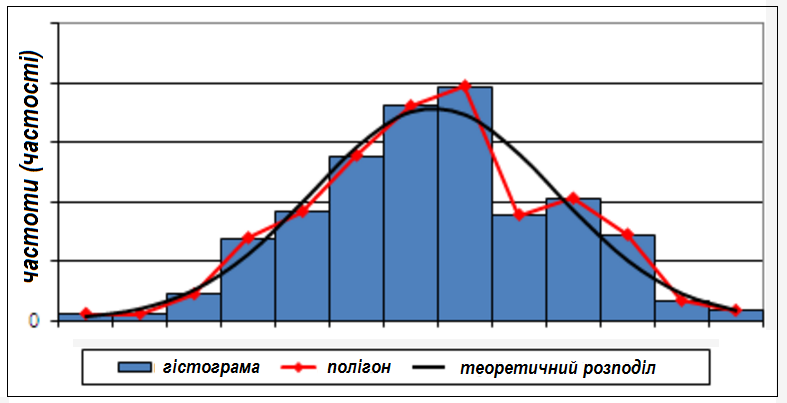 частоти (частості)
0
гістограма
полігон
теоретичний розподіл